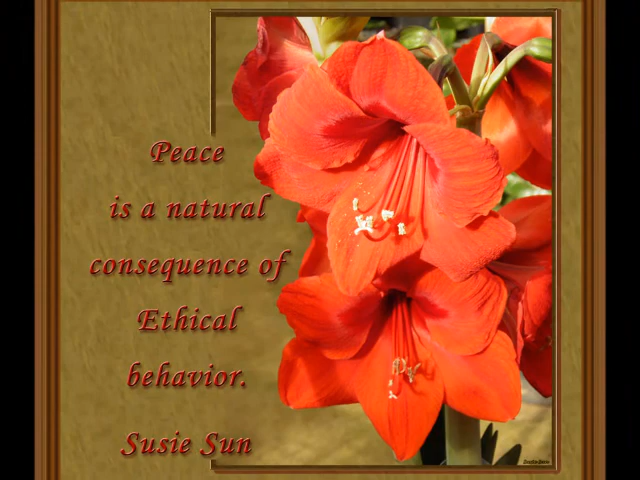 Peace
is a natural
consequence of
Ethical
behavior.
Susie Sun